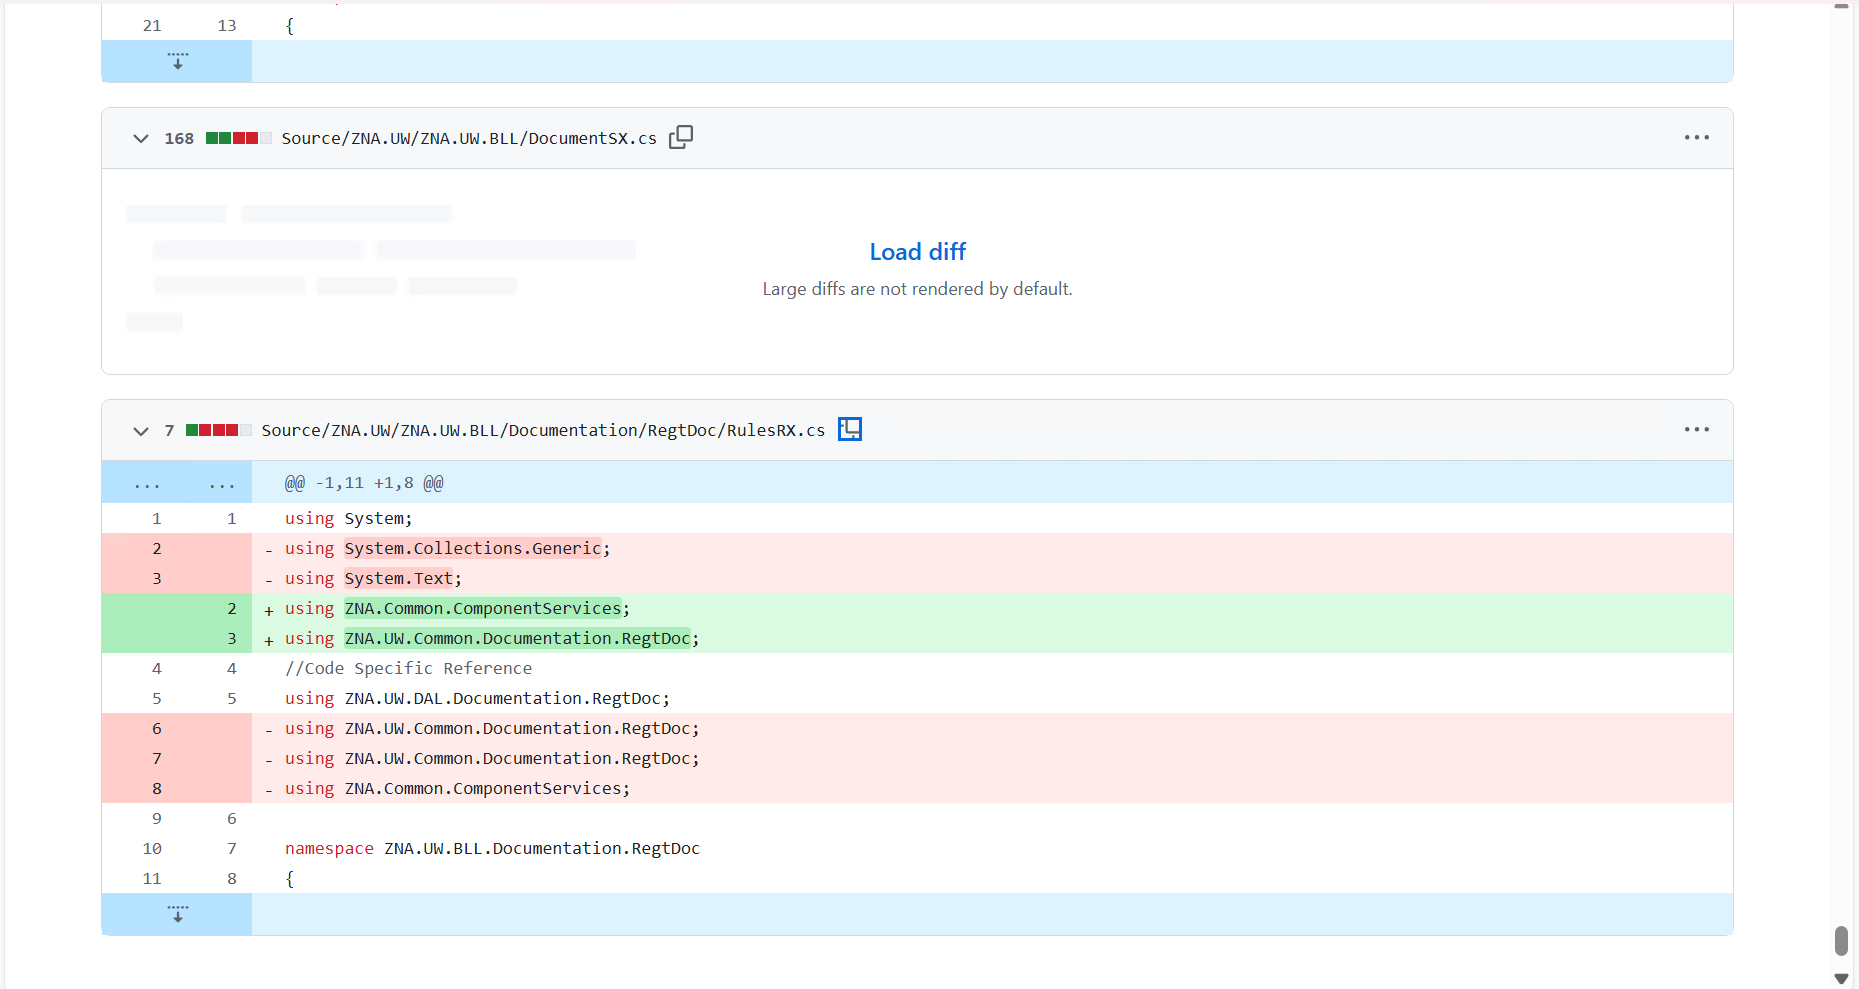 21 13 {
168 Source/ZNA.UW/ZNA.UW.BLL/DocumentSX.cs
Load diff
Large diffs are not rendered by default.
7 Source/ZNA.UW/ZNA.UW.BLL/Documentation/RegtDoc/RulesRX.cs
... ... @@ -1,11 +1,8 @@
1 1 using System;
2 - using System.Collections.Generic;
3 - using System.Text;
2 + using ZNA.Common.ComponentServices;
3 + using ZNA.UW.Common.Documentation.RegtDoc;
4 4 //Code Specific Reference
5 5 using ZNA.UW.DAL.Documentation.RegtDoc;
6 - using ZNA.UW.Common.Documentation.RegtDoc;
7 - using ZNA.UW.Common.Documentation.RegtDoc;
8 - using ZNA.Common.ComponentServices;
9 6
10 7 namespace ZNA.UW.BLL.Documentation.RegtDoc
11 8 {